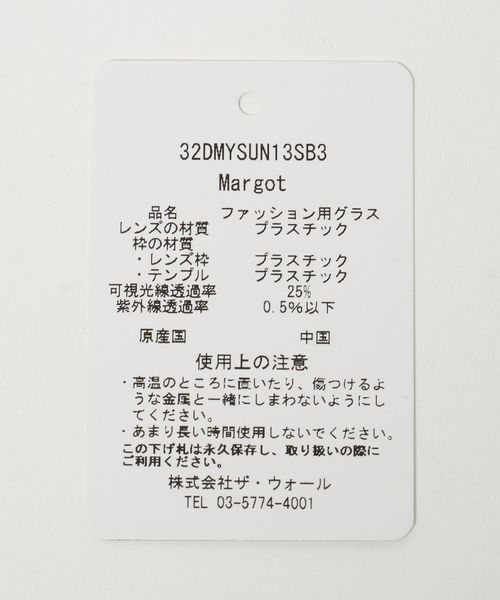 32DMYSUN13SB3
Margot
品名 ファッション用グラス
レンズの材質 プラスチック
枠の材質
・レンズ枠 プラスチック
・テンプル プラスチック
可視光線透過率 25%
紫外線透過率 0.5%以下
原産国 中国
使用上の注意
・高温のところに置いたり、傷つけるよ
うな金属と一緒にしまわないようにし
てください。
・あまり長い時間使用しないでください。
この下げ札は永久保存し、取り扱いの際に
ご利用ください。
株式会社ザ・ウォール
TEL 03-5774-4001